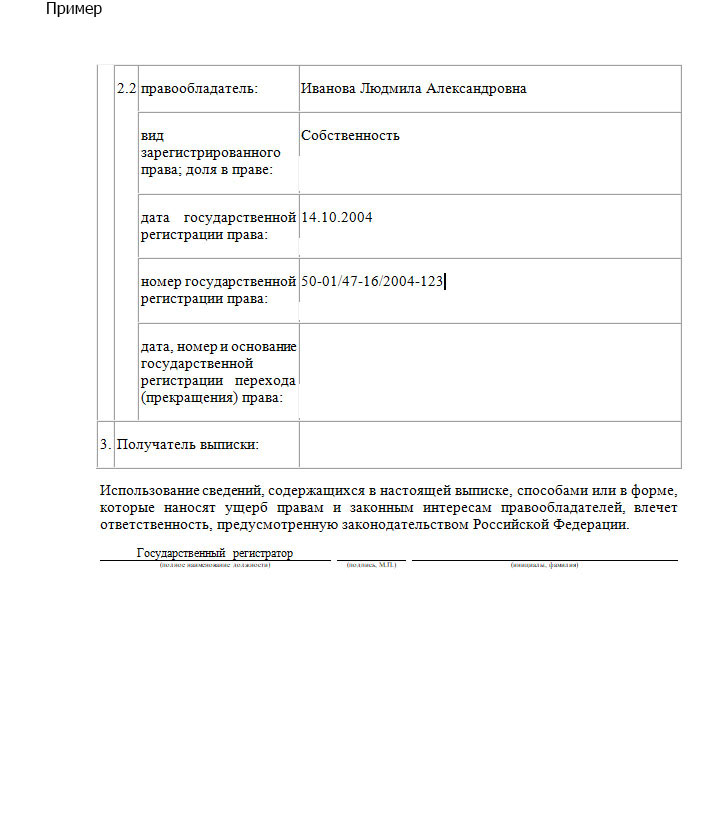 Пример
2.2 правообладатель: Иванова Людмила Александровна
вид Собственность
зарегистрированного
права; доля в праве:
дата государственной 14.10.2004
регистрации права:
номер государственной 50-01/47-16/2004-123
регистрации права:
дата, номер и основание
государственной
регистрации перехода
(прекращения) права:
3. Получатель выписки:
Использование сведений, содержащихся в настоящей выписке, способами или в форме,
которые наносят ущерб правам и законным интересам правообладателей, влечет
ответственность, предусмотренную законодательством Российской Федерации.
Государственный регистратор
(полное наименование должности) (подпись, М.П.) (инициалы, фамилия)